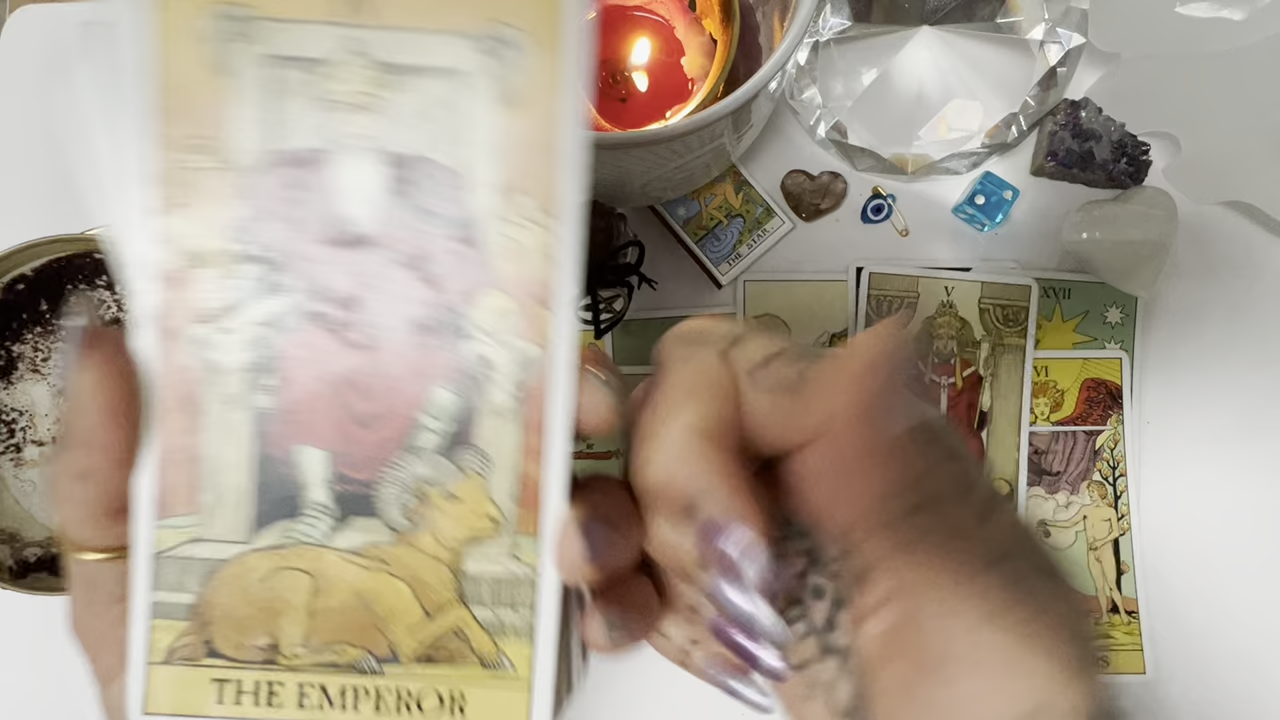 THE STAR.
V
XVII
VI
THE EMPEROR